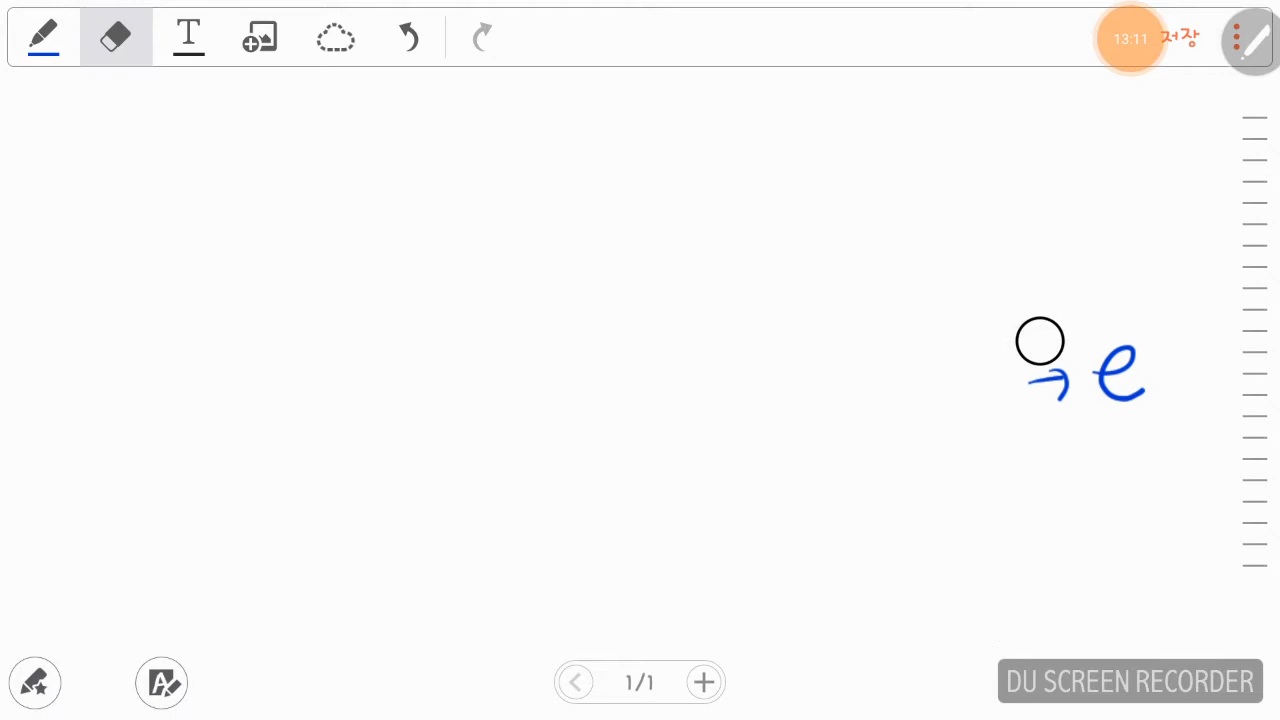 T 13:11 저장
→ e
A
1/1
DU SCREEN RECORDER